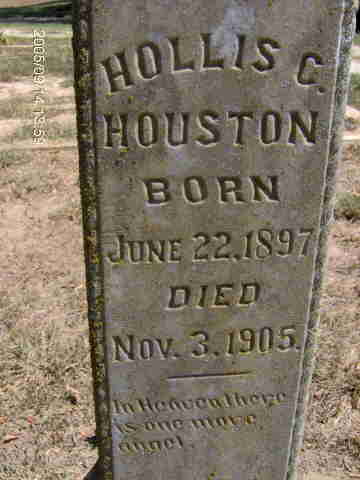 HOLLIS C.
HOUSTON
BORN
JUNE 22,1897
DIED
NOV. 3.1905.
In Heaven there
is one more
angel.
2005/09/14 13:51